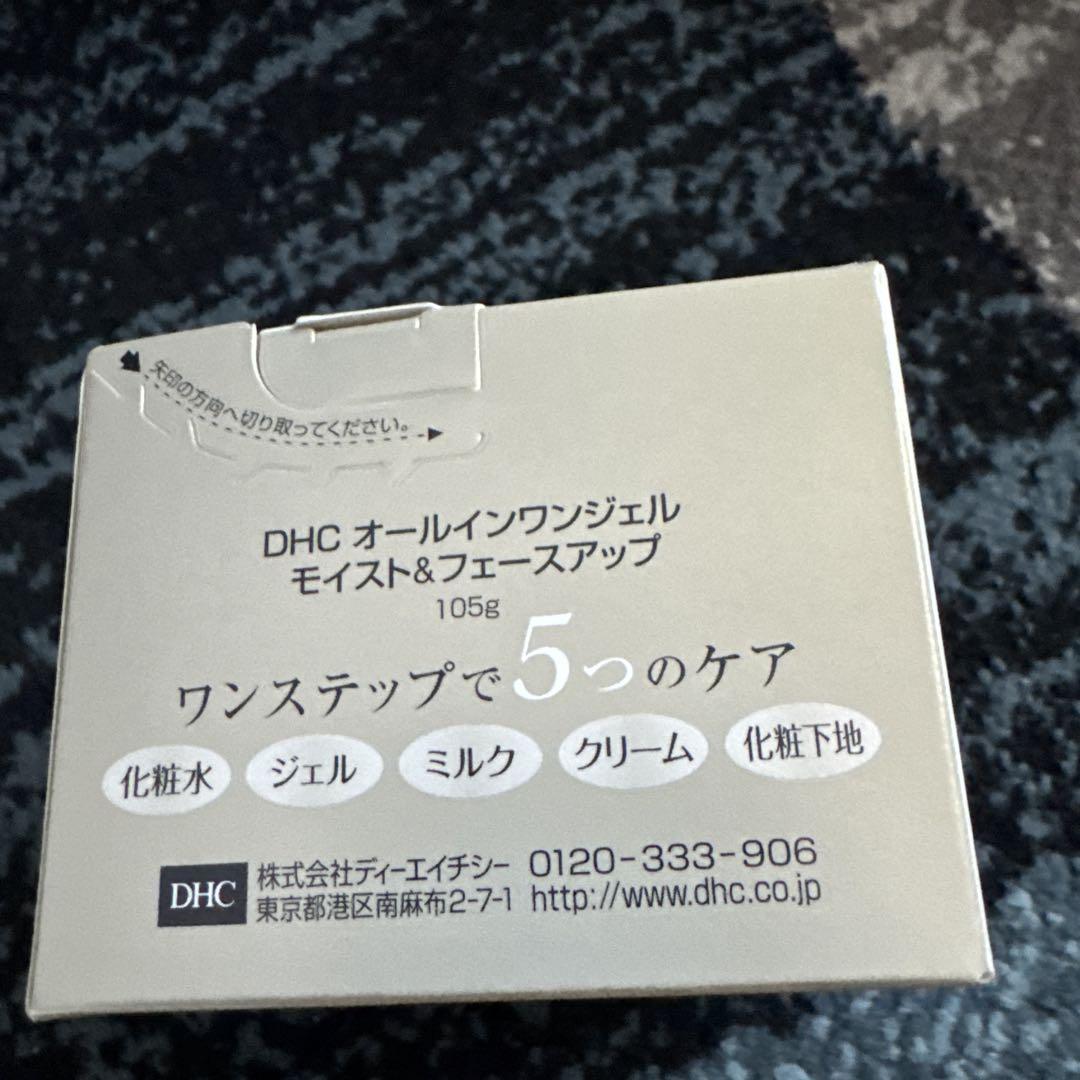 矢印の方向へ切り取ってください。
DHC オールインワンジェル
モイスト&フェースアップ
105g
ワンステップで5つのケア
化粧水 ジェル ミルク クリーム 化粧下地
DHC 株式会社ディーエイチシー 0120-333-906
東京都港区南麻布2-7-1 http://www.dhc.co.jp